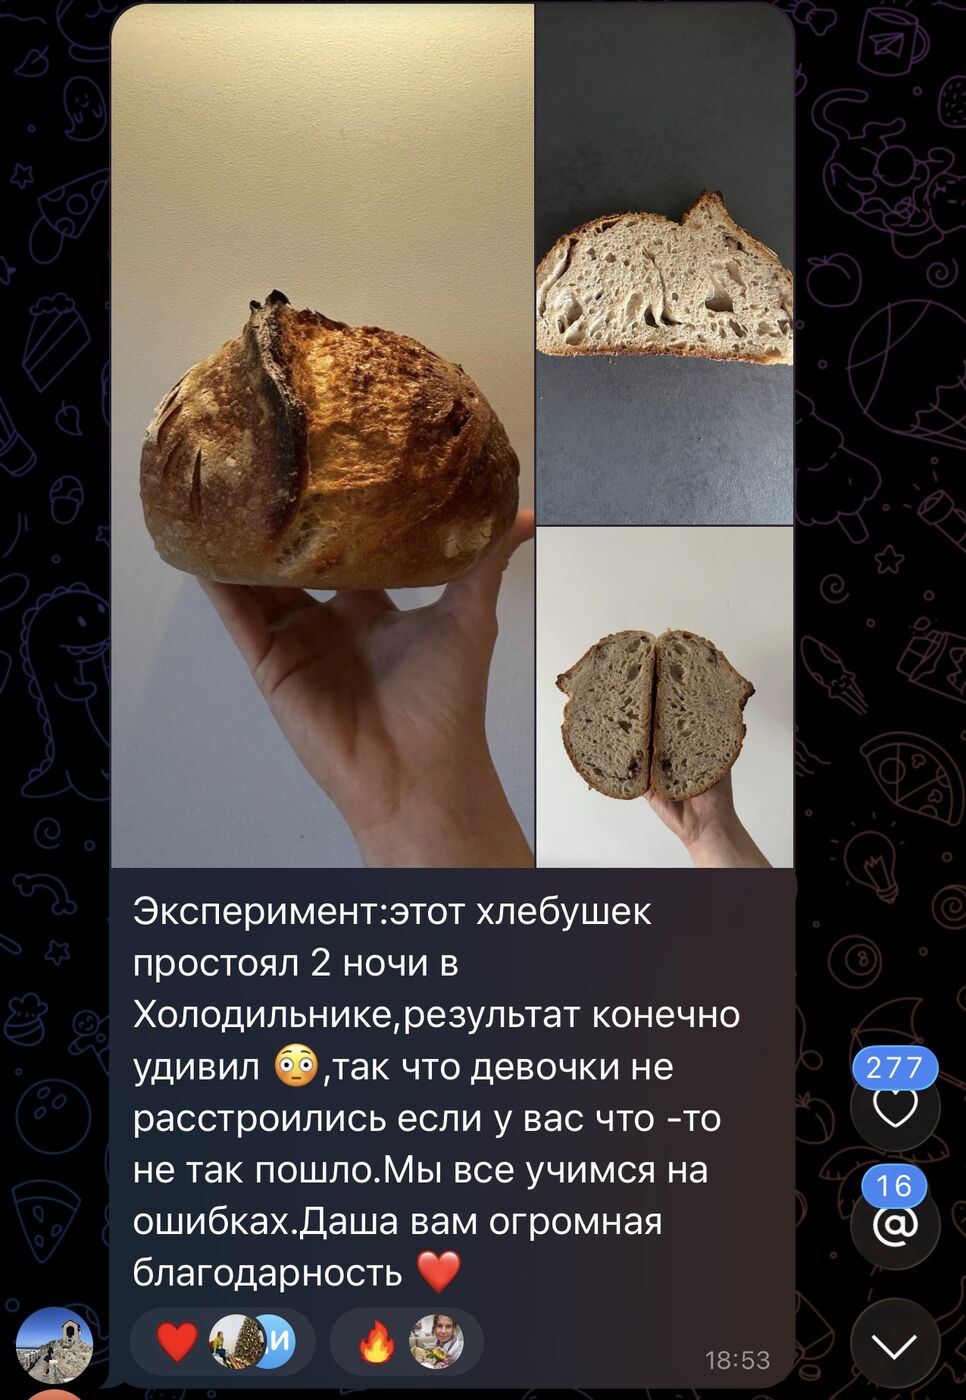 Эксперимент:этот хлебушек
простоял 2 ночи в
Холодильнике,результат конечно
удивил 😳,так что девочки не
расстроились если у вас что -то
не так пошло.Мы все учимся на
ошибках.Даша вам огромная
благодарность ❤️
И
18:53
277
16
@